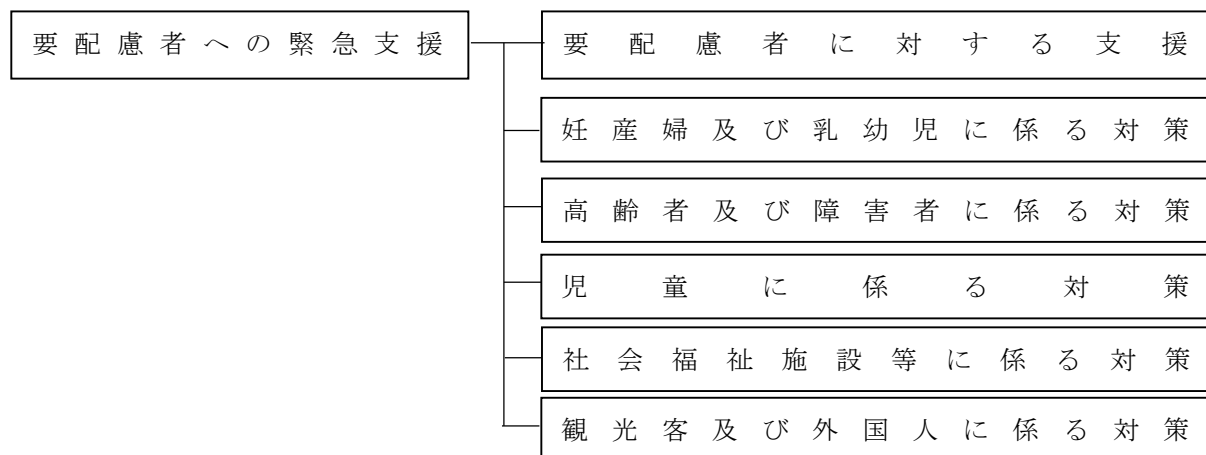 要配慮者への緊急支援
要配慮者に対する支援
妊産婦及び乳幼児に係る対策
高齢者及び障害者に係る対策
児童に係る対策
社会福祉施設等に係る対策
観光客及び外国人に係る対策